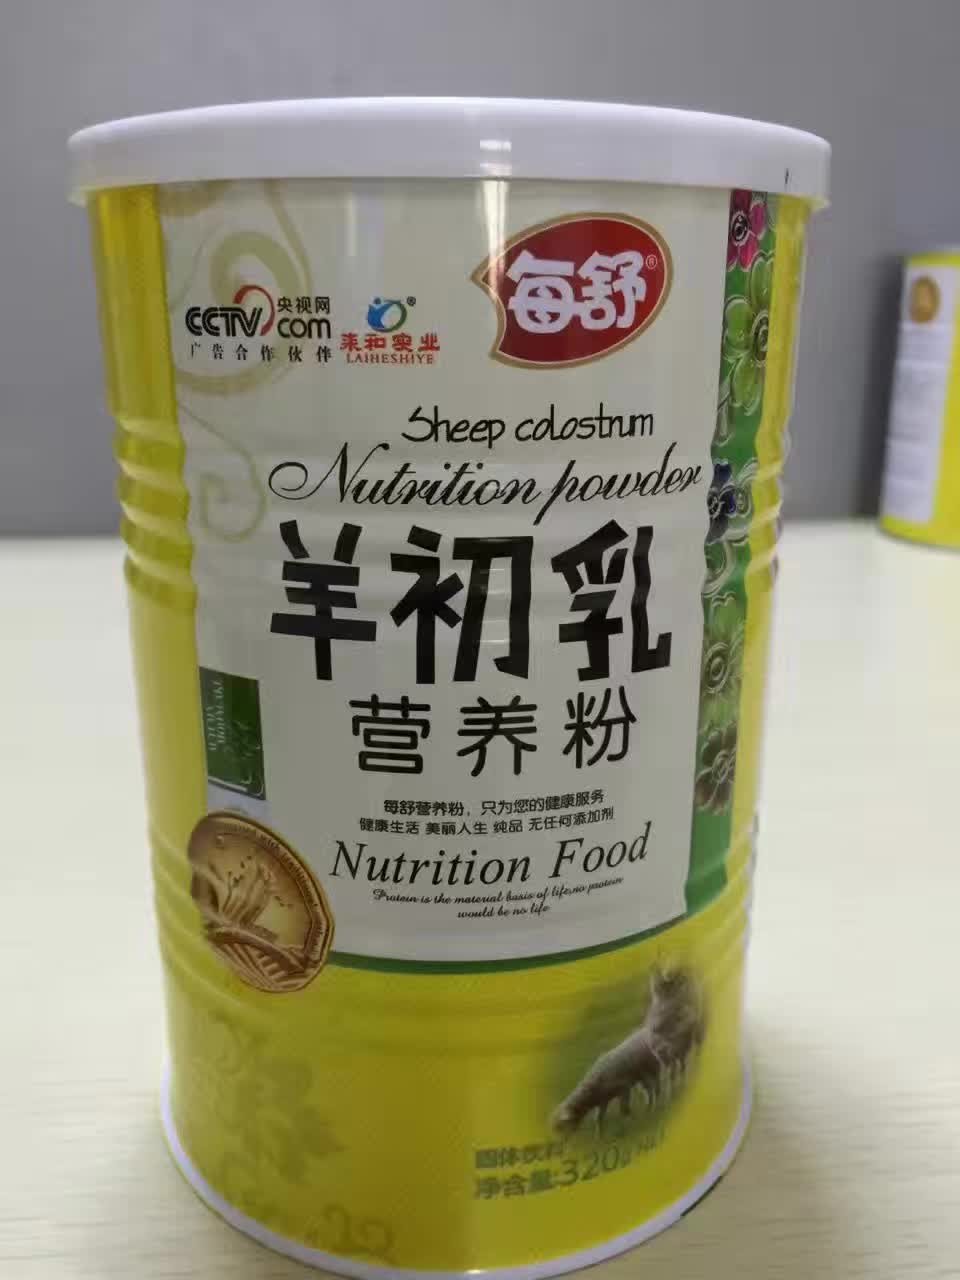 每舒®
CCTV.com 央视网
广告合作伙伴
®
来和实业
LAIHESHIYE
Sheep colostrum
Nutrition powder
羊初乳
营养粉
每舒营养粉，只为您的健康服务
健康生活 美丽人生 纯品 无任何添加剂
Nutrition Food
Protein is the material basis of life,no protein
would be no life
固体饮料
净含量:320g